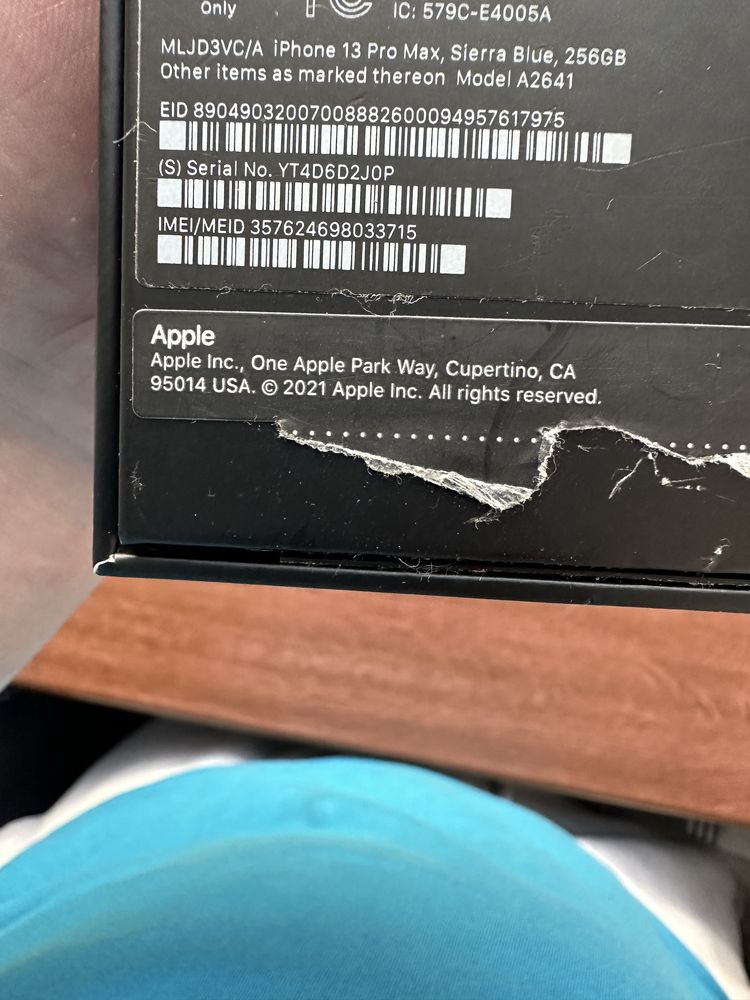 Only
IC: 579C-E4005A
MLJD3VC/A iPhone 13 Pro Max, Sierra Blue, 256GB
Other items as marked thereon Model A2641
EID 89049032007008882600094957617975
(S) Serial No. YT4D6D2J0P
IMEI/MEID 357624698033715
Apple
Apple Inc., One Apple Park Way, Cupertino, CA
95014 USA. © 2021 Apple Inc. All rights reserved.